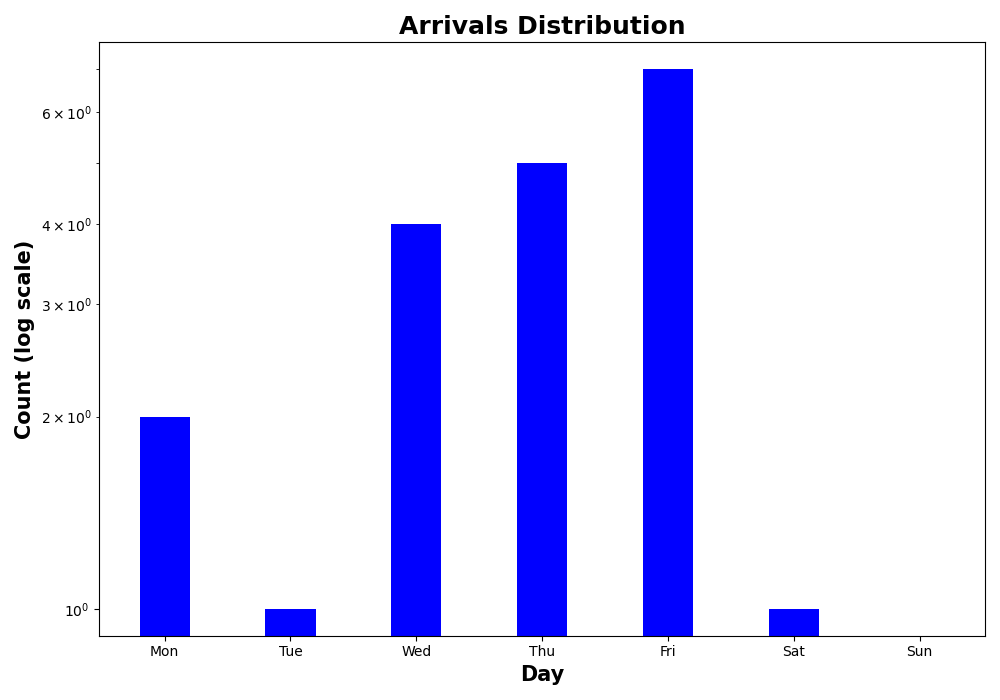 Arrivals Distribution
Count (log scale)
6 × 10⁰
4 × 10⁰
3 × 10⁰
2 × 10⁰
10⁰
Mon Tue Wed Thu Fri Sat Sun
Day